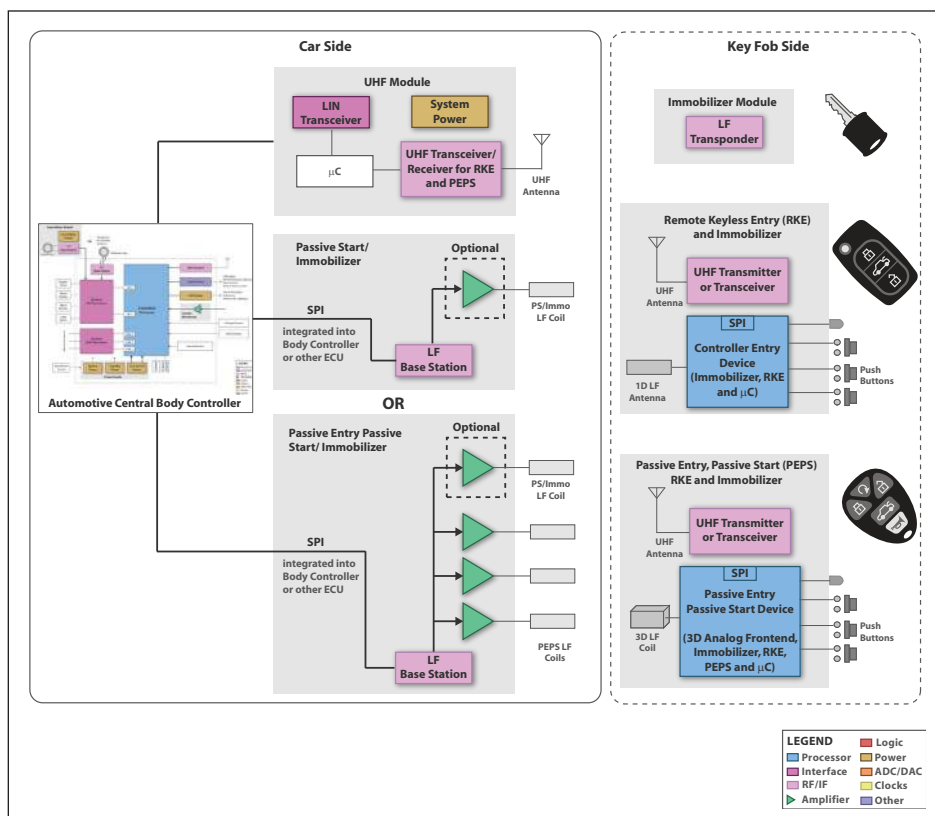 Car Side
UHF Module
LIN
Transceiver
System
Power
μC
UHF Transceiver/
Receiver for RKE
and PEPS
UHF
Antenna
Automotive Central Body Controller
Passive Start/
Immobilizer
Optional
SPI
integrated into
Body Controller
or other ECU
PS/Immo
LF Coil
LF
Base Station
OR
Passive Entry Passive
Start/ Immobilizer
Optional
PS/Immo
LF Coil
SPI
integrated into
Body Controller
or other ECU
PEPS LF
Coils
LF
Base Station
Key Fob Side
Immobilizer Module
LF
Transponder
Remote Keyless Entry (RKE)
and Immobilizer
UHF Transmitter
or Transceiver
UHF
Antenna
SPI
Controller Entry
Device
(Immobilizer, RKE
and μC)
1D LF
Antenna
Push
Buttons
Passive Entry, Passive Start (PEPS)
RKE and Immobilizer
UHF Transmitter
or Transceiver
UHF
Antenna
SPI
Passive Entry
Passive Start Device
(3D Analog Frontend,
Immobilizer, RKE,
PEPS and μC)
3D LF
Coil
Push
Buttons
LEGEND
Processor
Interface
RF/IF
Amplifier
Logic
Power
ADC/DAC
Clocks
Other